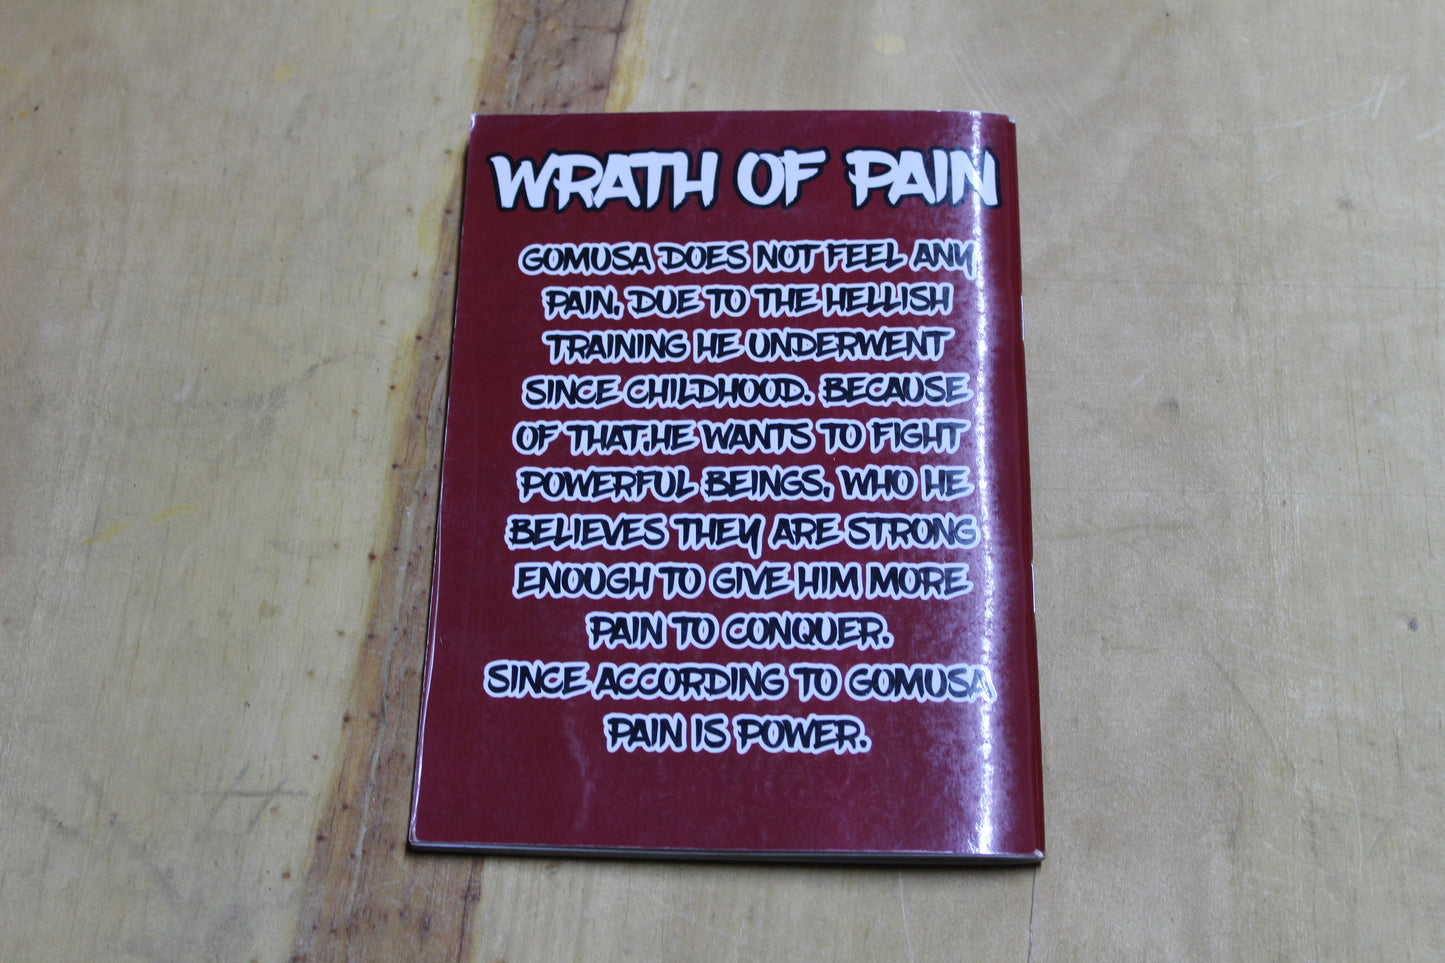 WRATH OF PAIN
GOMUSA DOES NOT FEEL ANY
PAIN. DUE TO THE HELLISH
TRAINING HE UNDERWENT
SINCE CHILDHOOD. BECAUSE
OF THAT.HE WANTS TO FIGHT
POWERFUL BEINGS. WHO HE
BELIEVES THEY ARE STRONG
ENOUGH TO GIVE HIM MORE
PAIN TO CONQUER.
SINCE ACCORDING TO GOMUSA
PAIN IS POWER.